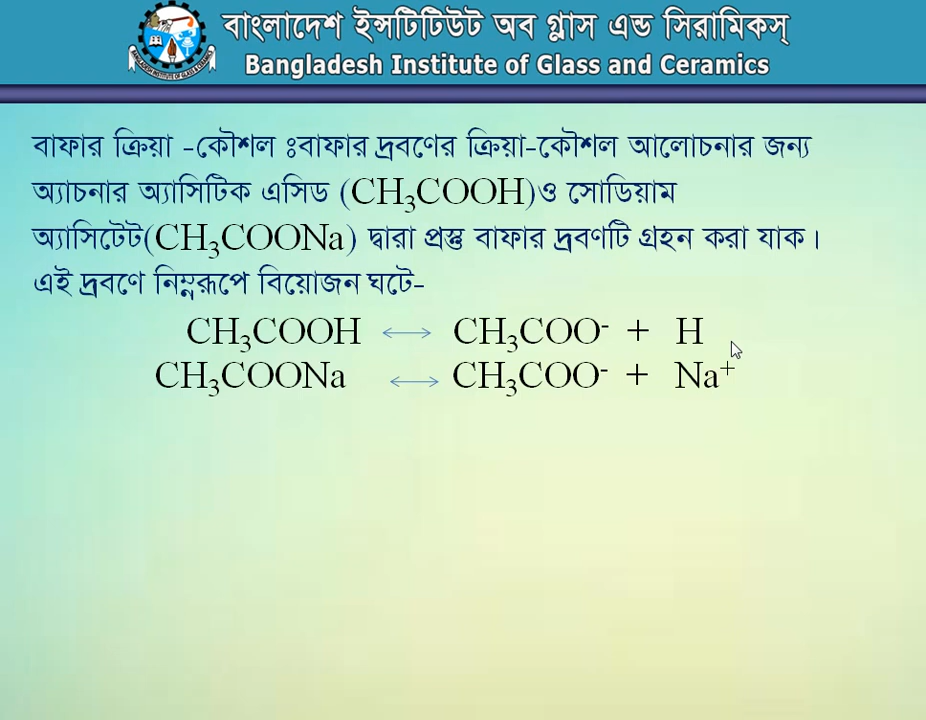 বাংলাদেশ ইন্সটিটিউট অব গ্লাস এন্ড সিরামিকস্
Bangladesh Institute of Glass and Ceramics
বাফার ক্রিয়া -কৌশল ঃবাফার দ্রবণের ক্রিয়া-কৌশল আলোচনার জন্য
অ্যাচনার অ্যাসিটিক এসিড (CH₃COOH)ও সোডিয়াম
অ্যাসিটেট(CH₃COONa) দ্বারা প্রস্তু বাফার দ্রবণটি গ্রহন করা যাক।
এই দ্রবণে নিম্নরূপে বিয়োজন ঘটে-
CH₃COOH ⟷ CH₃COO⁻ + H
CH₃COONa ⟷ CH₃COO⁻ + Na⁺